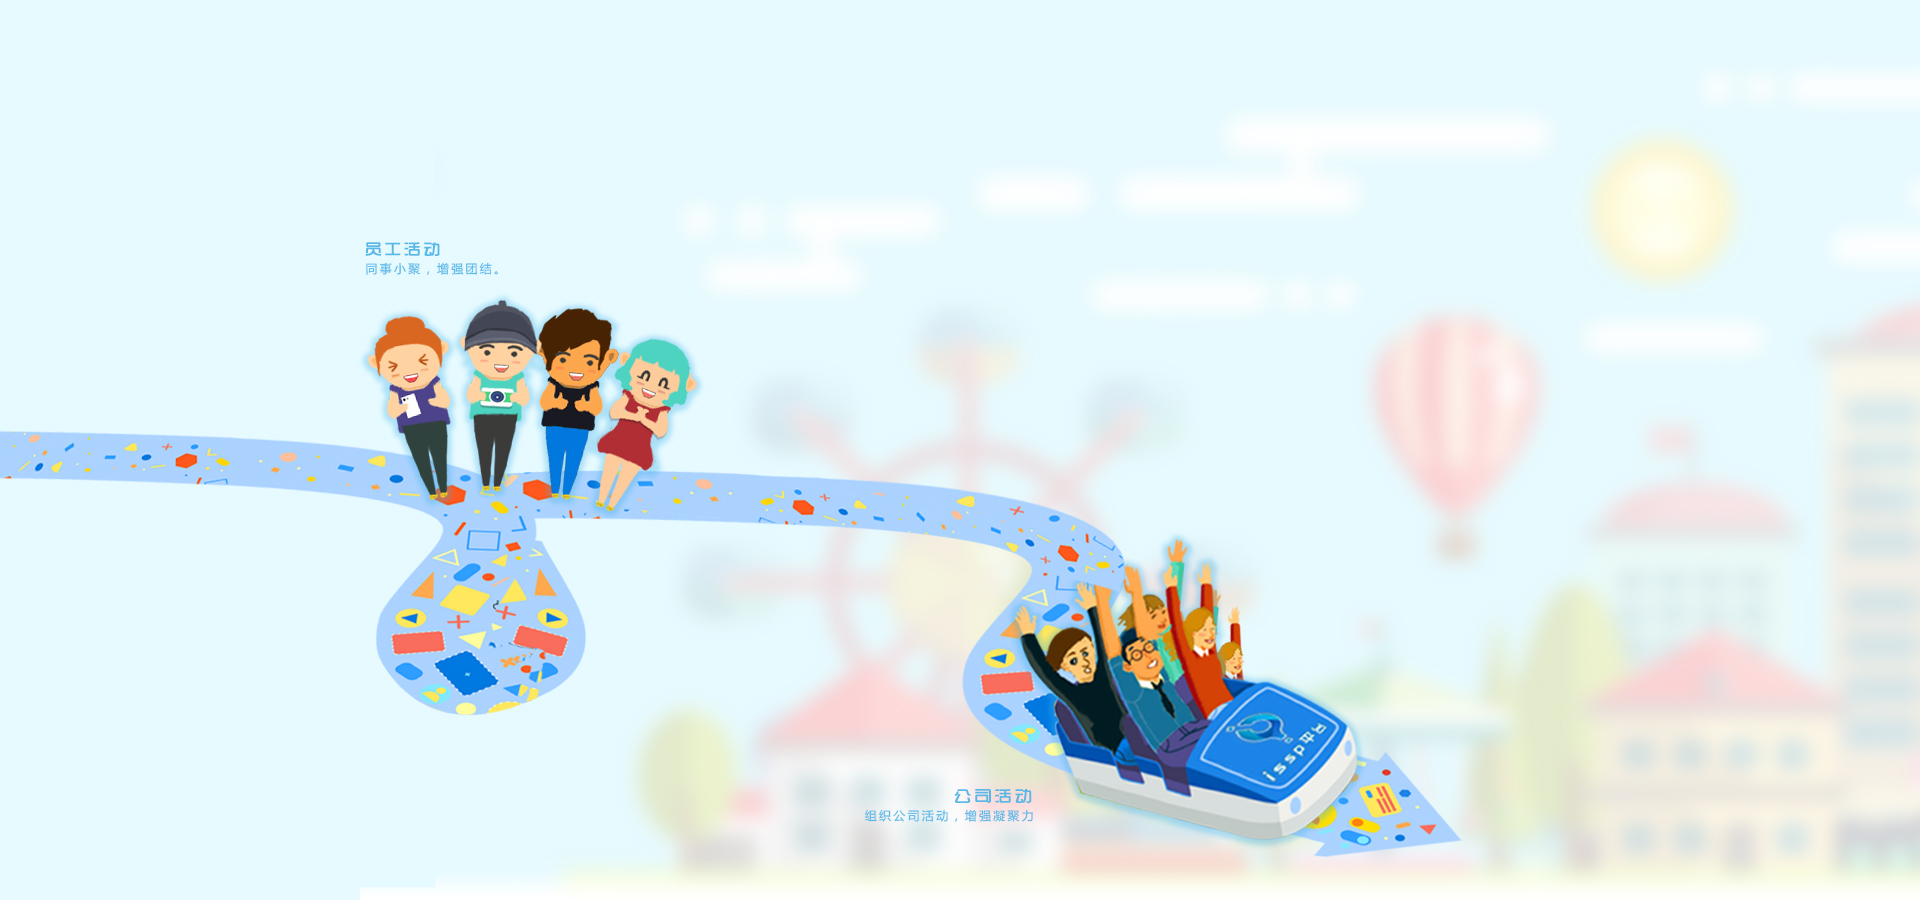 员工活动
同事小聚，增强团结。
issp平台
公司活动
组织公司活动，增强凝聚力